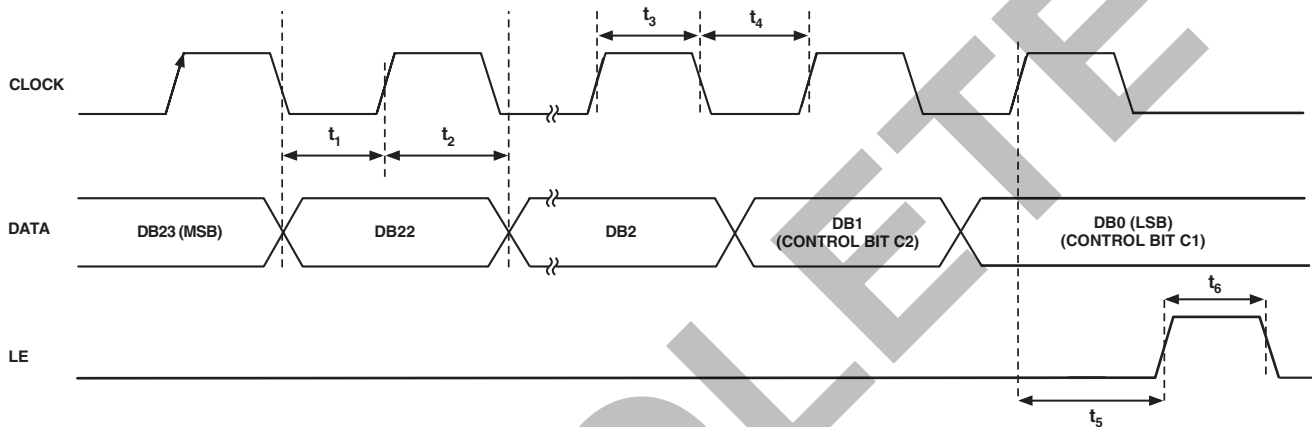 t3
t4
CLOCK
t1
t2
DATA
DB23 (MSB)
DB22
DB2
DB1
(CONTROL BIT C2)
DB0 (LSB)
(CONTROL BIT C1)
t6
LE
t5
OLETE